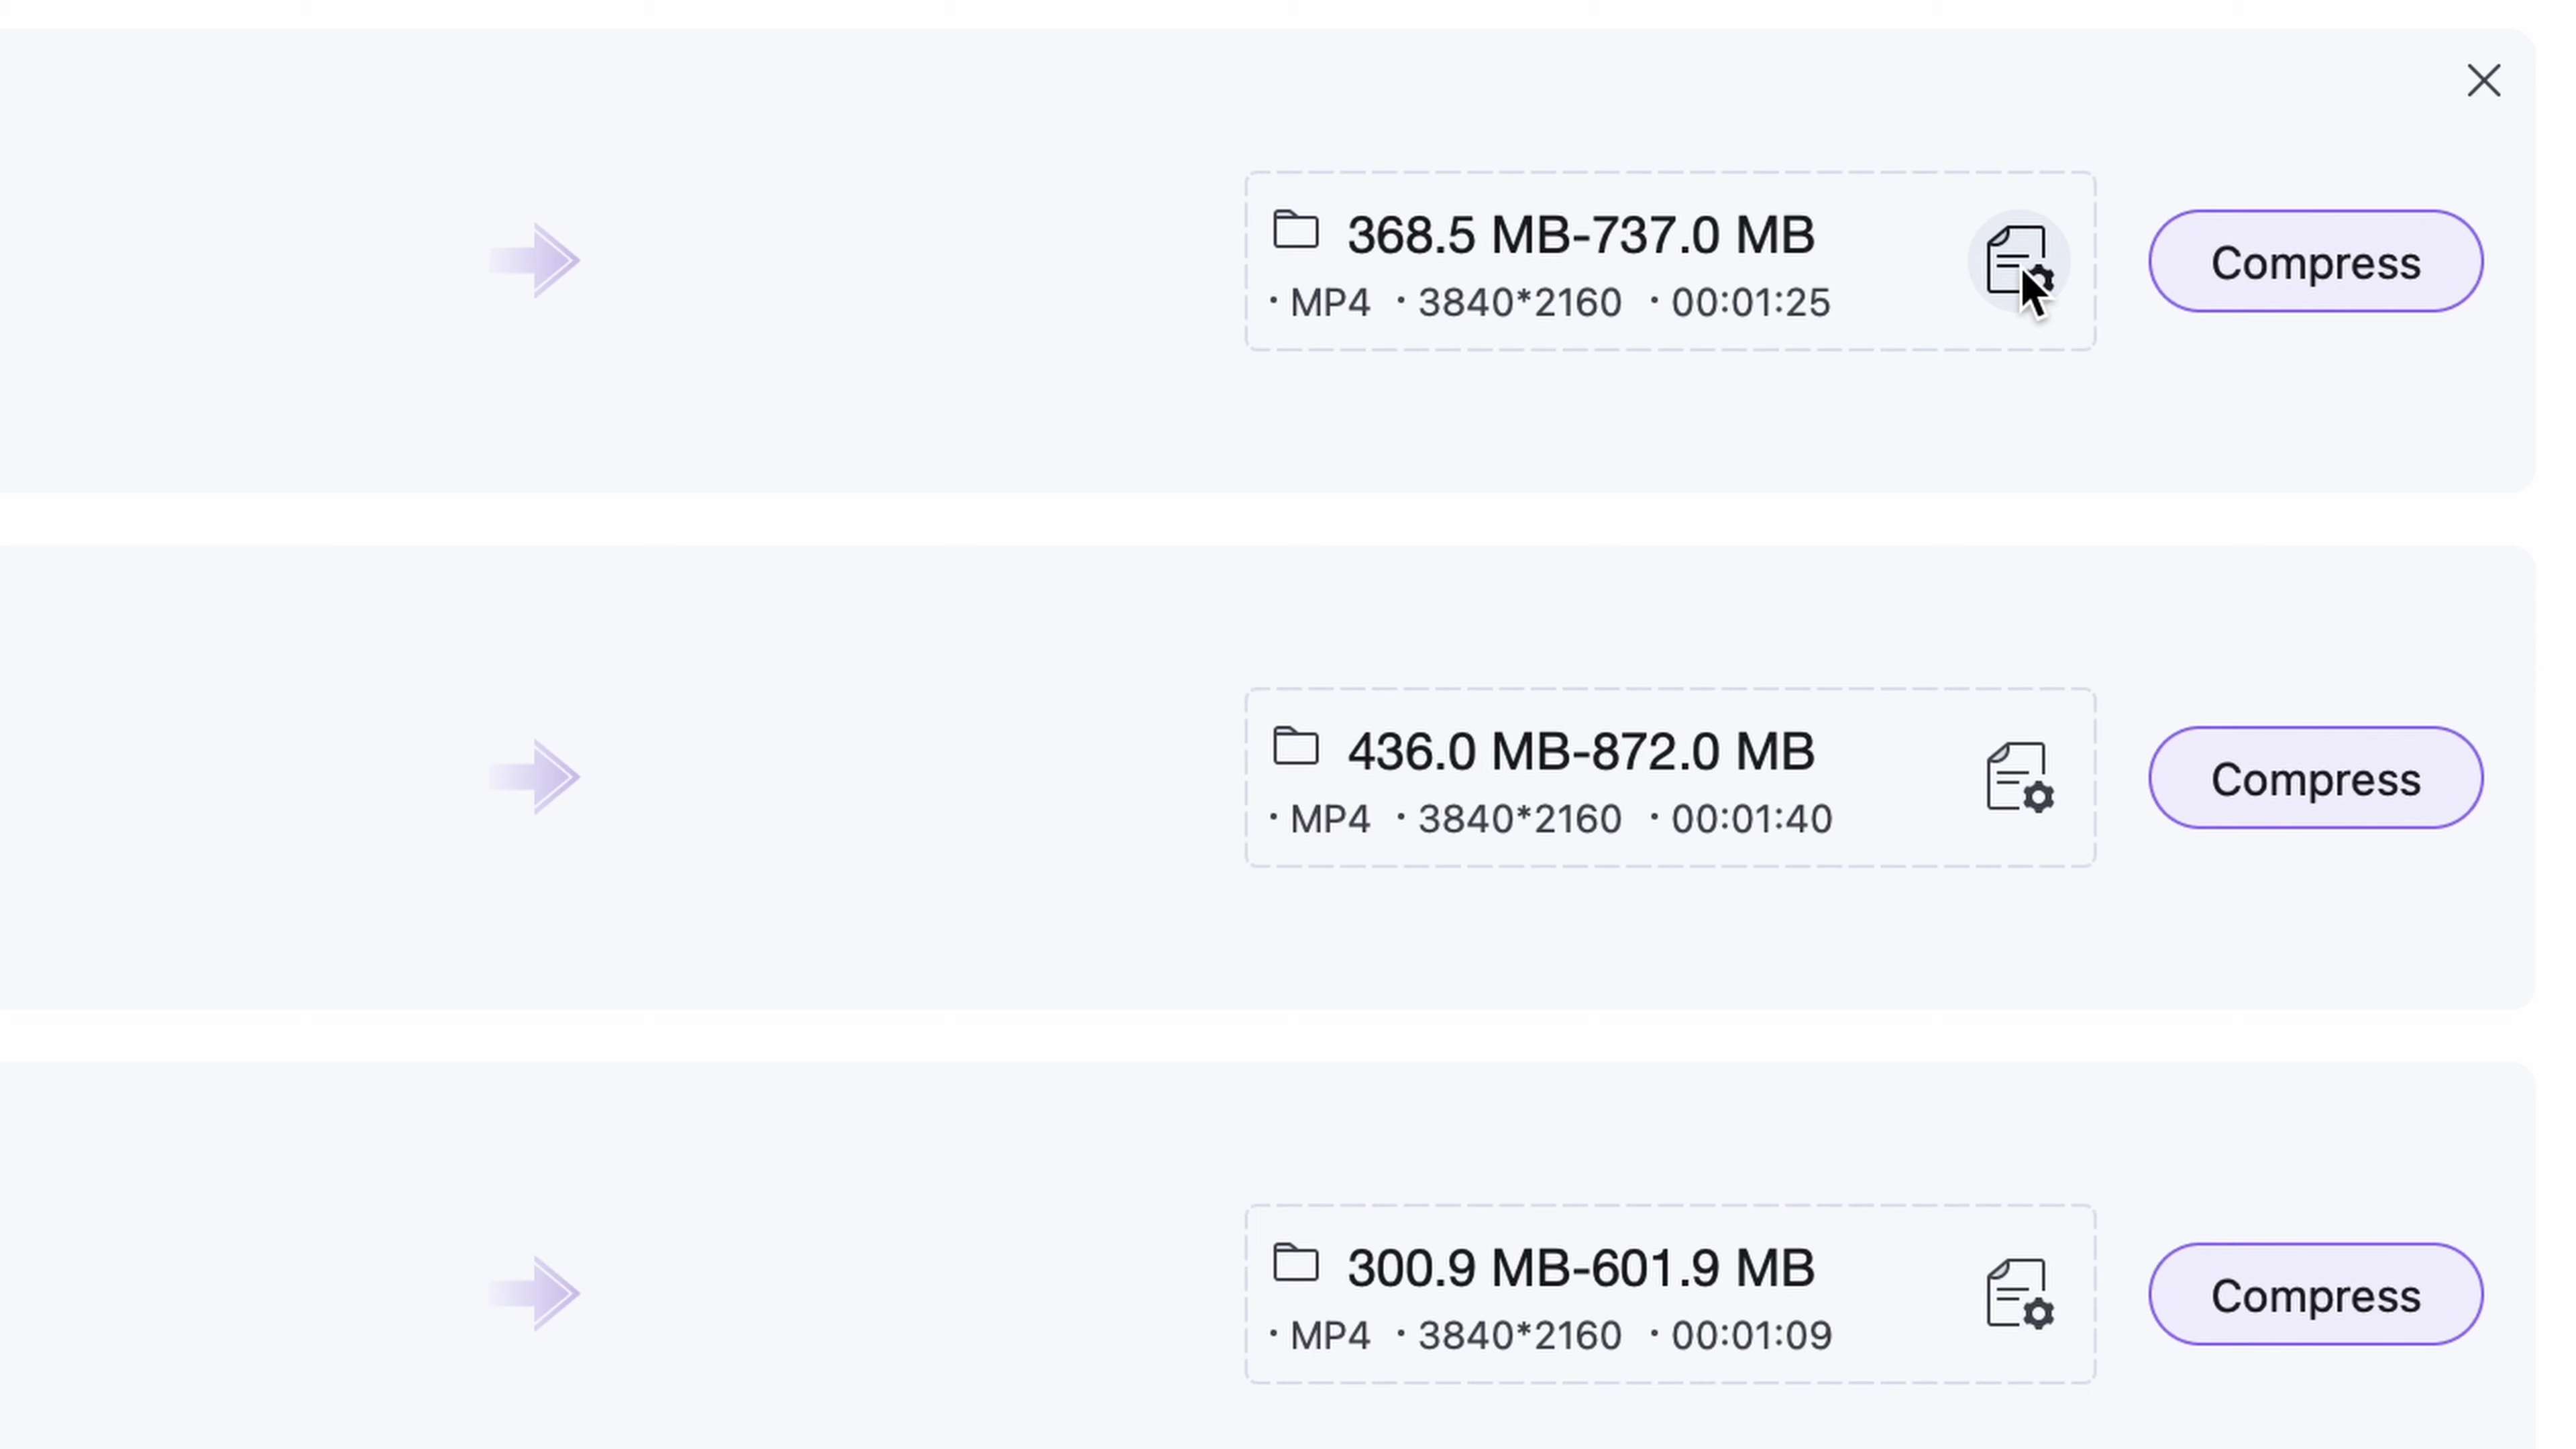 368.5 MB-737.0 MB
· MP4 · 3840*2160 · 00:01:25
Compress
436.0 MB-872.0 MB
· MP4 · 3840*2160 · 00:01:40
Compress
300.9 MB-601.9 MB
· MP4 · 3840*2160 · 00:01:09
Compress